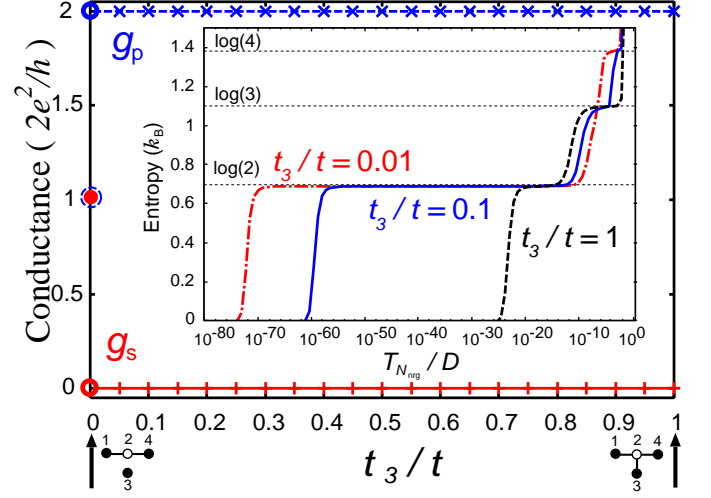 Conductance ( 2e²/h )
2
1.5
1
0.5
0
g_p
g_s
Entropy (k_B)
1.4
1.2
1.0
0.8
0.6
0.4
0.2
0
log(4)
log(3)
log(2)
t_3 / t = 0.01
t_3 / t = 0.1
t_3 / t = 1
10^-80 10^-70 10^-60 10^-50 10^-40 10^-20 10^-10 10^0
T_{N_nrg} / D
0 0.1 0.2 0.3 0.4 0.5 0.6 0.7 0.8 0.9 1
t_3/t
1 2 4
3
1 2 4
3